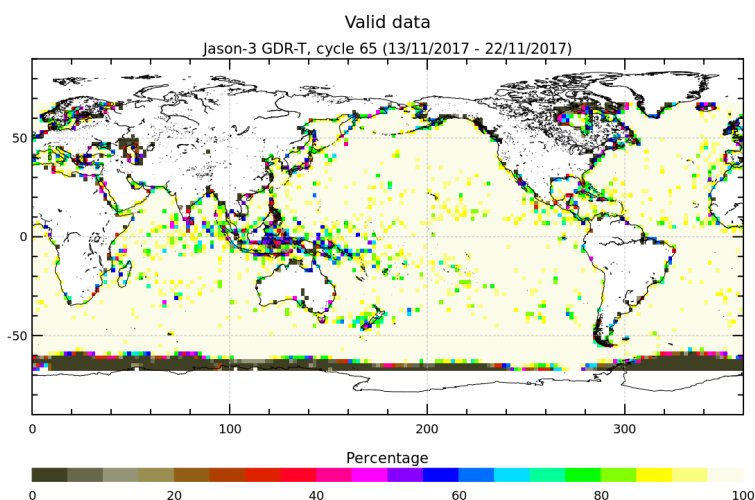 Valid data
Jason-3 GDR-T, cycle 65 (13/11/2017 - 22/11/2017)
50
0
-50
0 100 200 300
Percentage
0 20 40 60 80 100